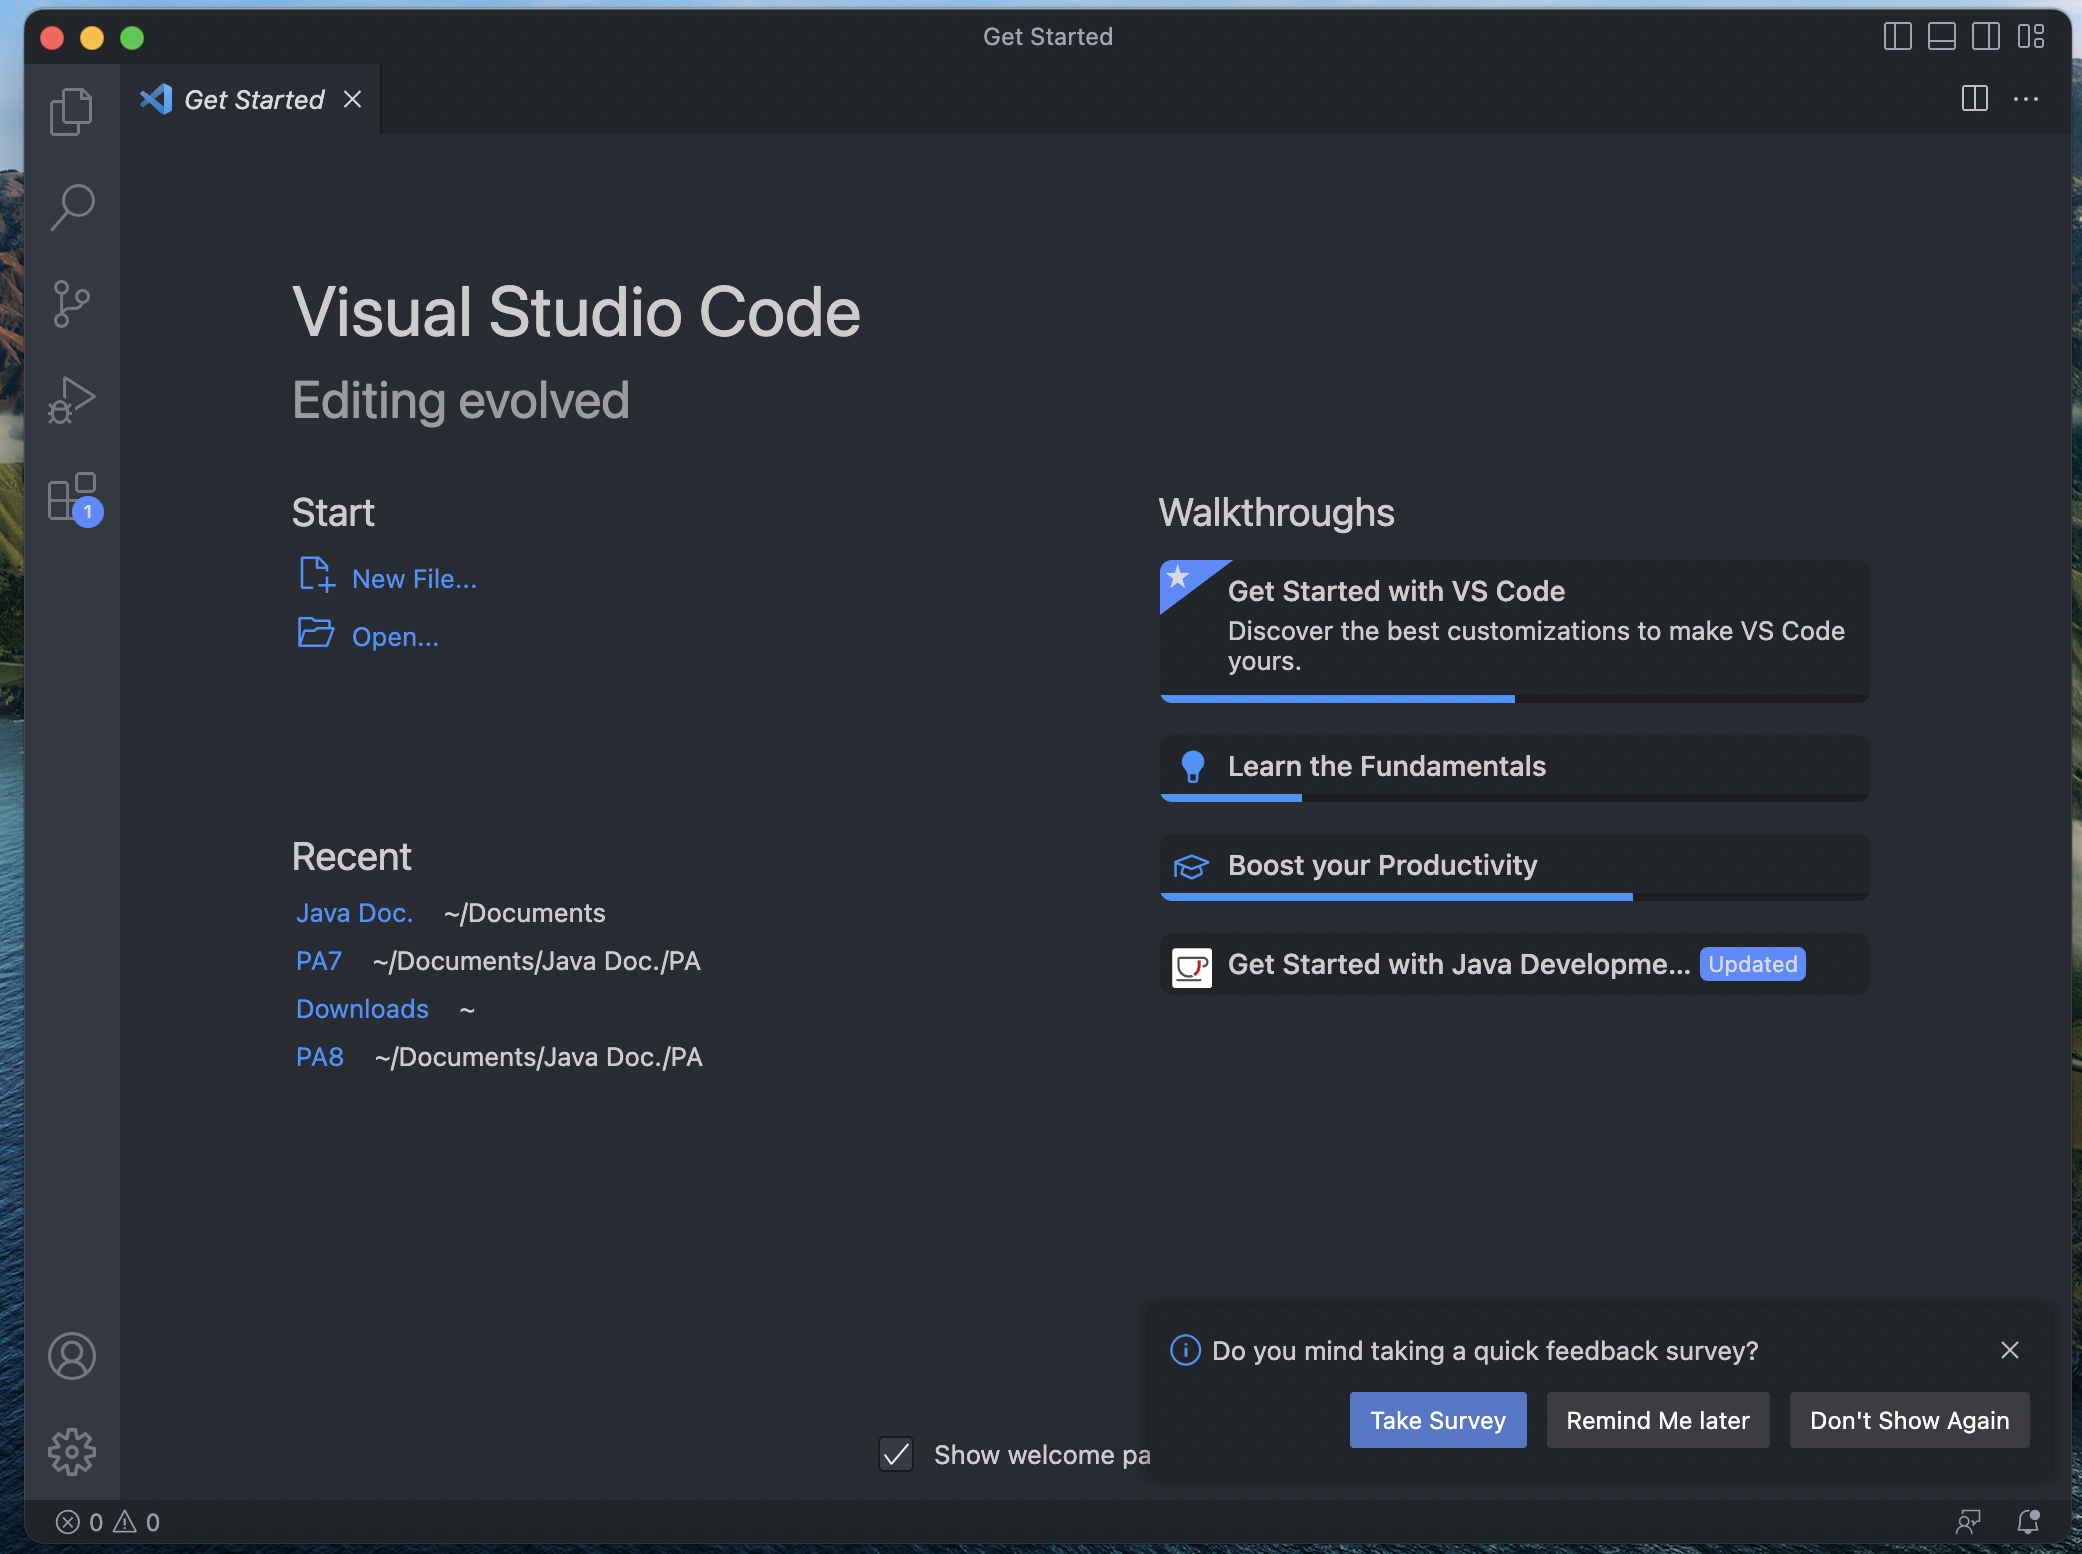 Get Started
Get Started
Visual Studio Code
Editing evolved
Start
New File...
Open...
Recent
Java Doc. ~/Documents
PA7 ~/Documents/Java Doc./PA
Downloads ~
PA8 ~/Documents/Java Doc./PA
Walkthroughs
Get Started with VS Code
Discover the best customizations to make VS Code
yours.
Learn the Fundamentals
Boost your Productivity
Get Started with Java Developme... Updated
1
Do you mind taking a quick feedback survey?
Take Survey Remind Me later Don't Show Again
Show welcome pa
0 0